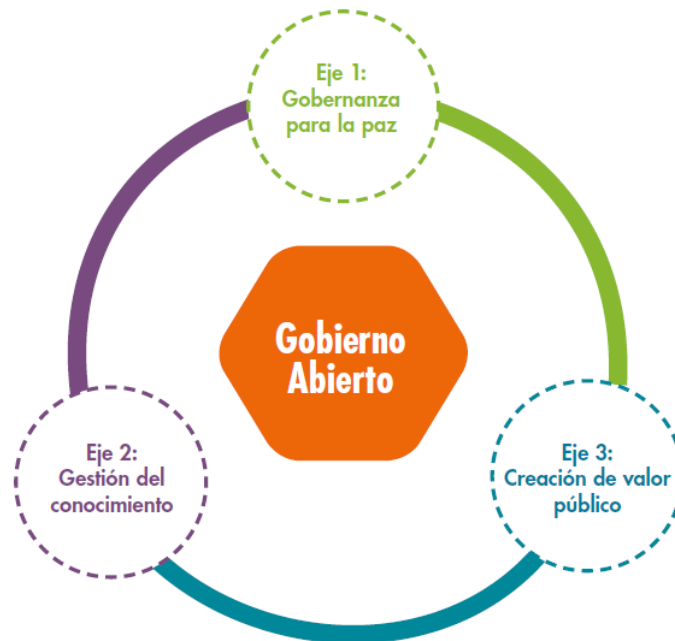 Eje 1:
Gobernanza
para la paz
Gobierno
Abierto
Eje 2:
Gestión del
conocimiento
Eje 3:
Creación de valor
público